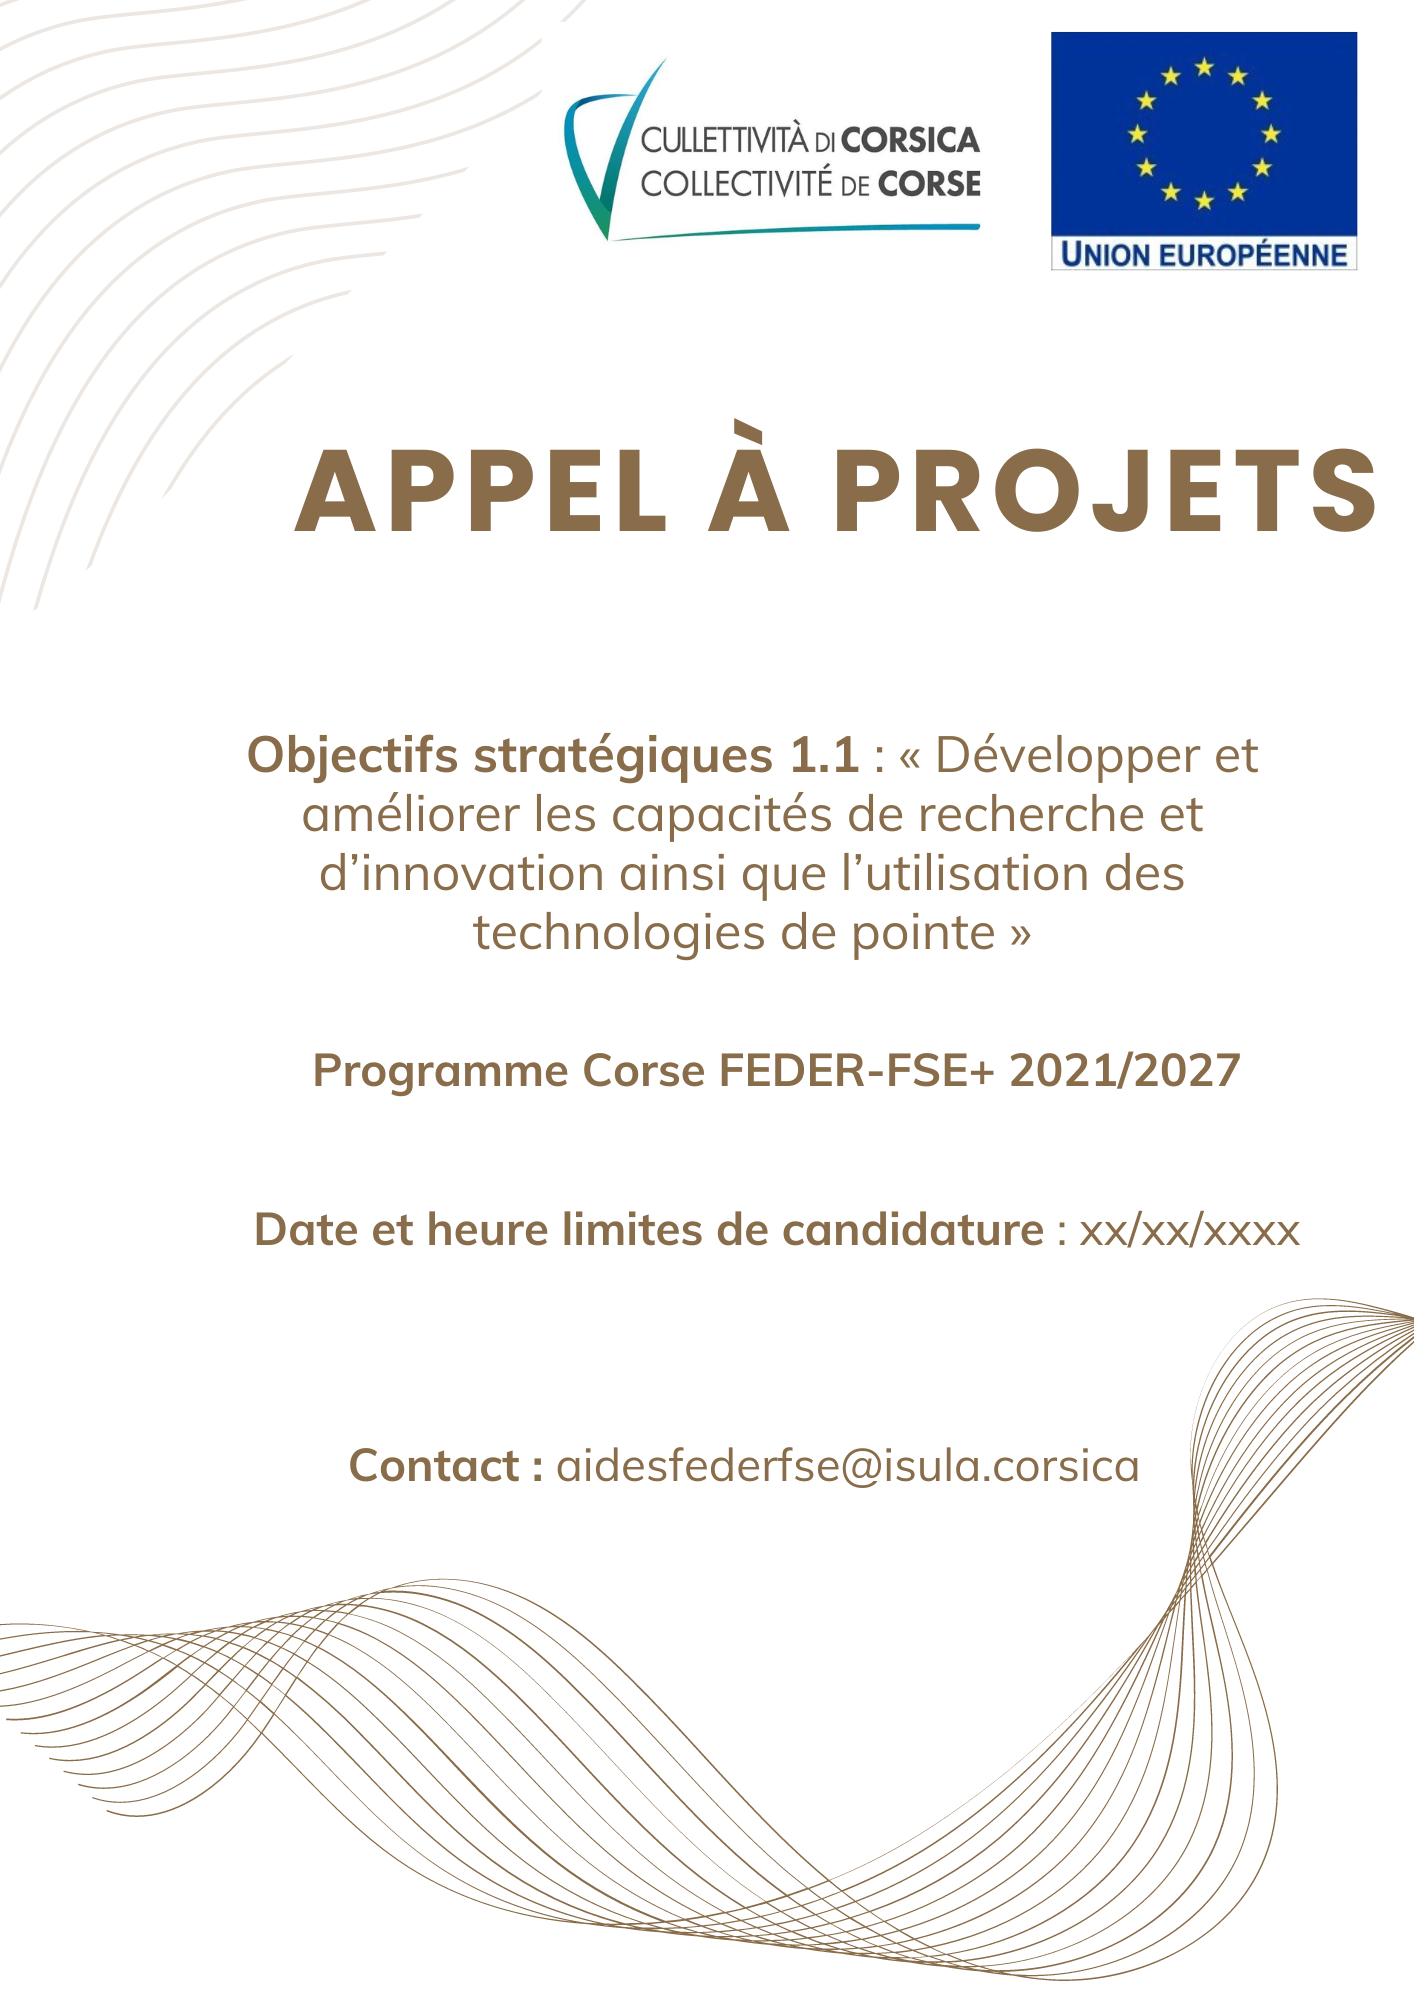 CULLETTIVITÀ DI CORSICA
COLLECTIVITÉ DE CORSE
UNION EUROPÉENNE
APPEL À PROJETS
Objectifs stratégiques 1.1 : « Développer et
améliorer les capacités de recherche et
d’innovation ainsi que l’utilisation des
technologies de pointe »
Programme Corse FEDER-FSE+ 2021/2027
Date et heure limites de candidature : xx/xx/xxxx
Contact : aidesfederfse@isula.corsica